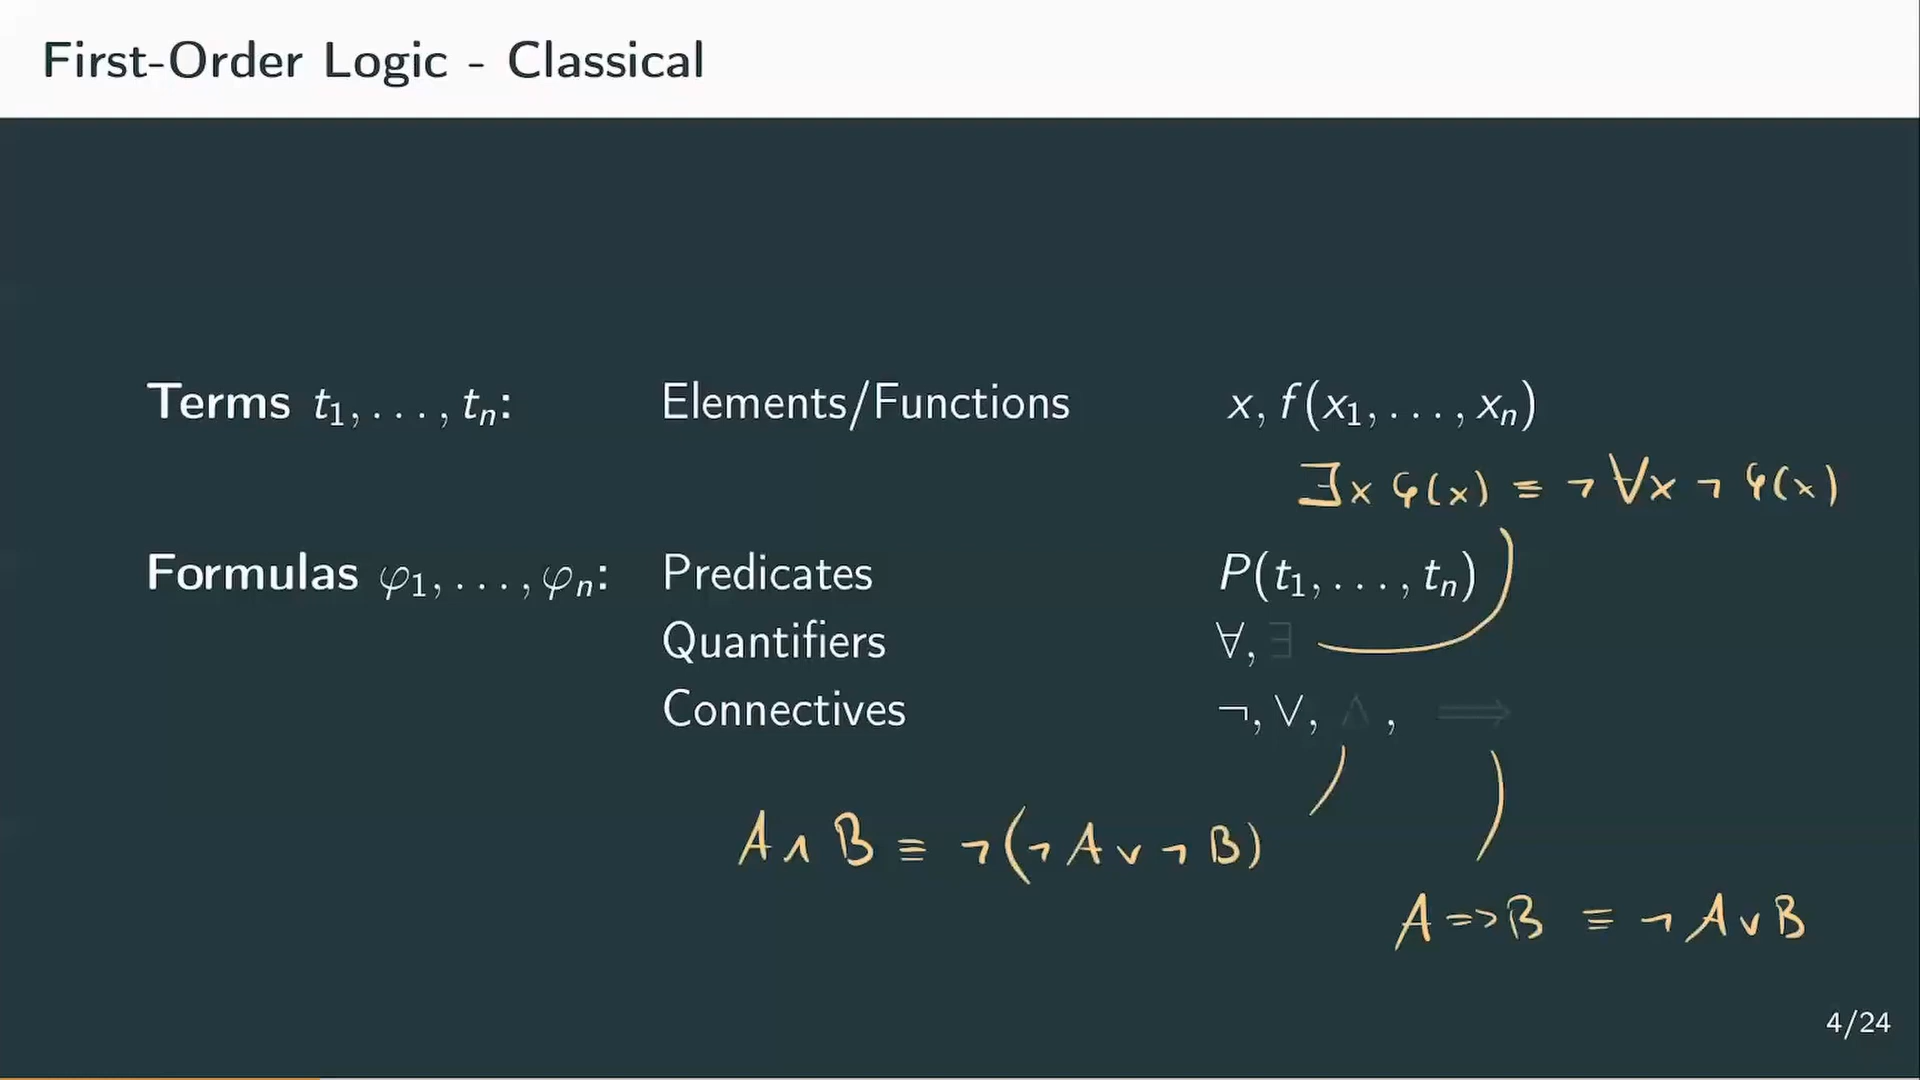 First-Order Logic - Classical
Terms t₁, . . . , tₙ: Elements/Functions x, f(x₁, . . . , xₙ)
∃x φ(x) ≡ ¬∀x ¬φ(x)
Formulas φ₁, . . . , φₙ: Predicates P(t₁, . . . , tₙ)
Quantifiers ∀, ∃
Connectives ¬, ∨, ∧ , ⟹
A ∧ B ≡ ¬(¬A ∨ ¬B)
A => B ≡ ¬A ∨ B
4/24